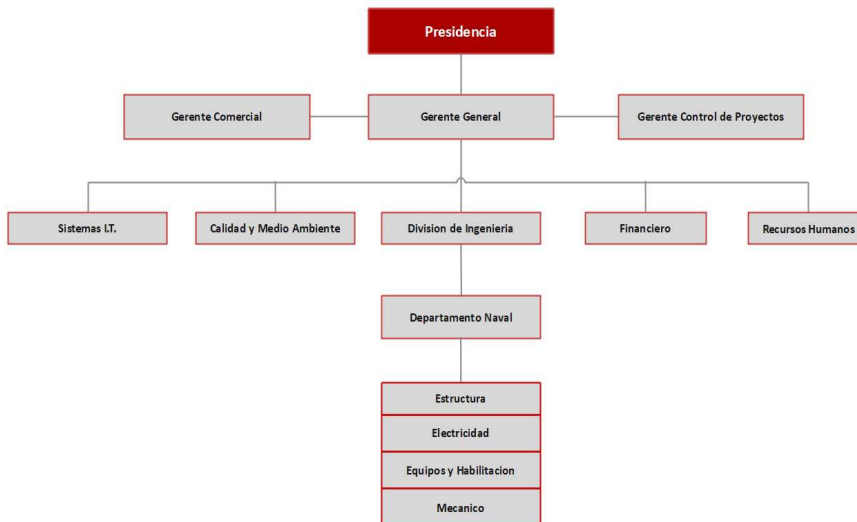 Presidencia
Gerente Comercial
Gerente General
Gerente Control de Proyectos
Sistemas I.T.
Calidad y Medio Ambiente
Division de Ingenieria
Financiero
Recursos Humanos
Departamento Naval
Estructura
Electricidad
Equipos y Habilitacion
Mecanico